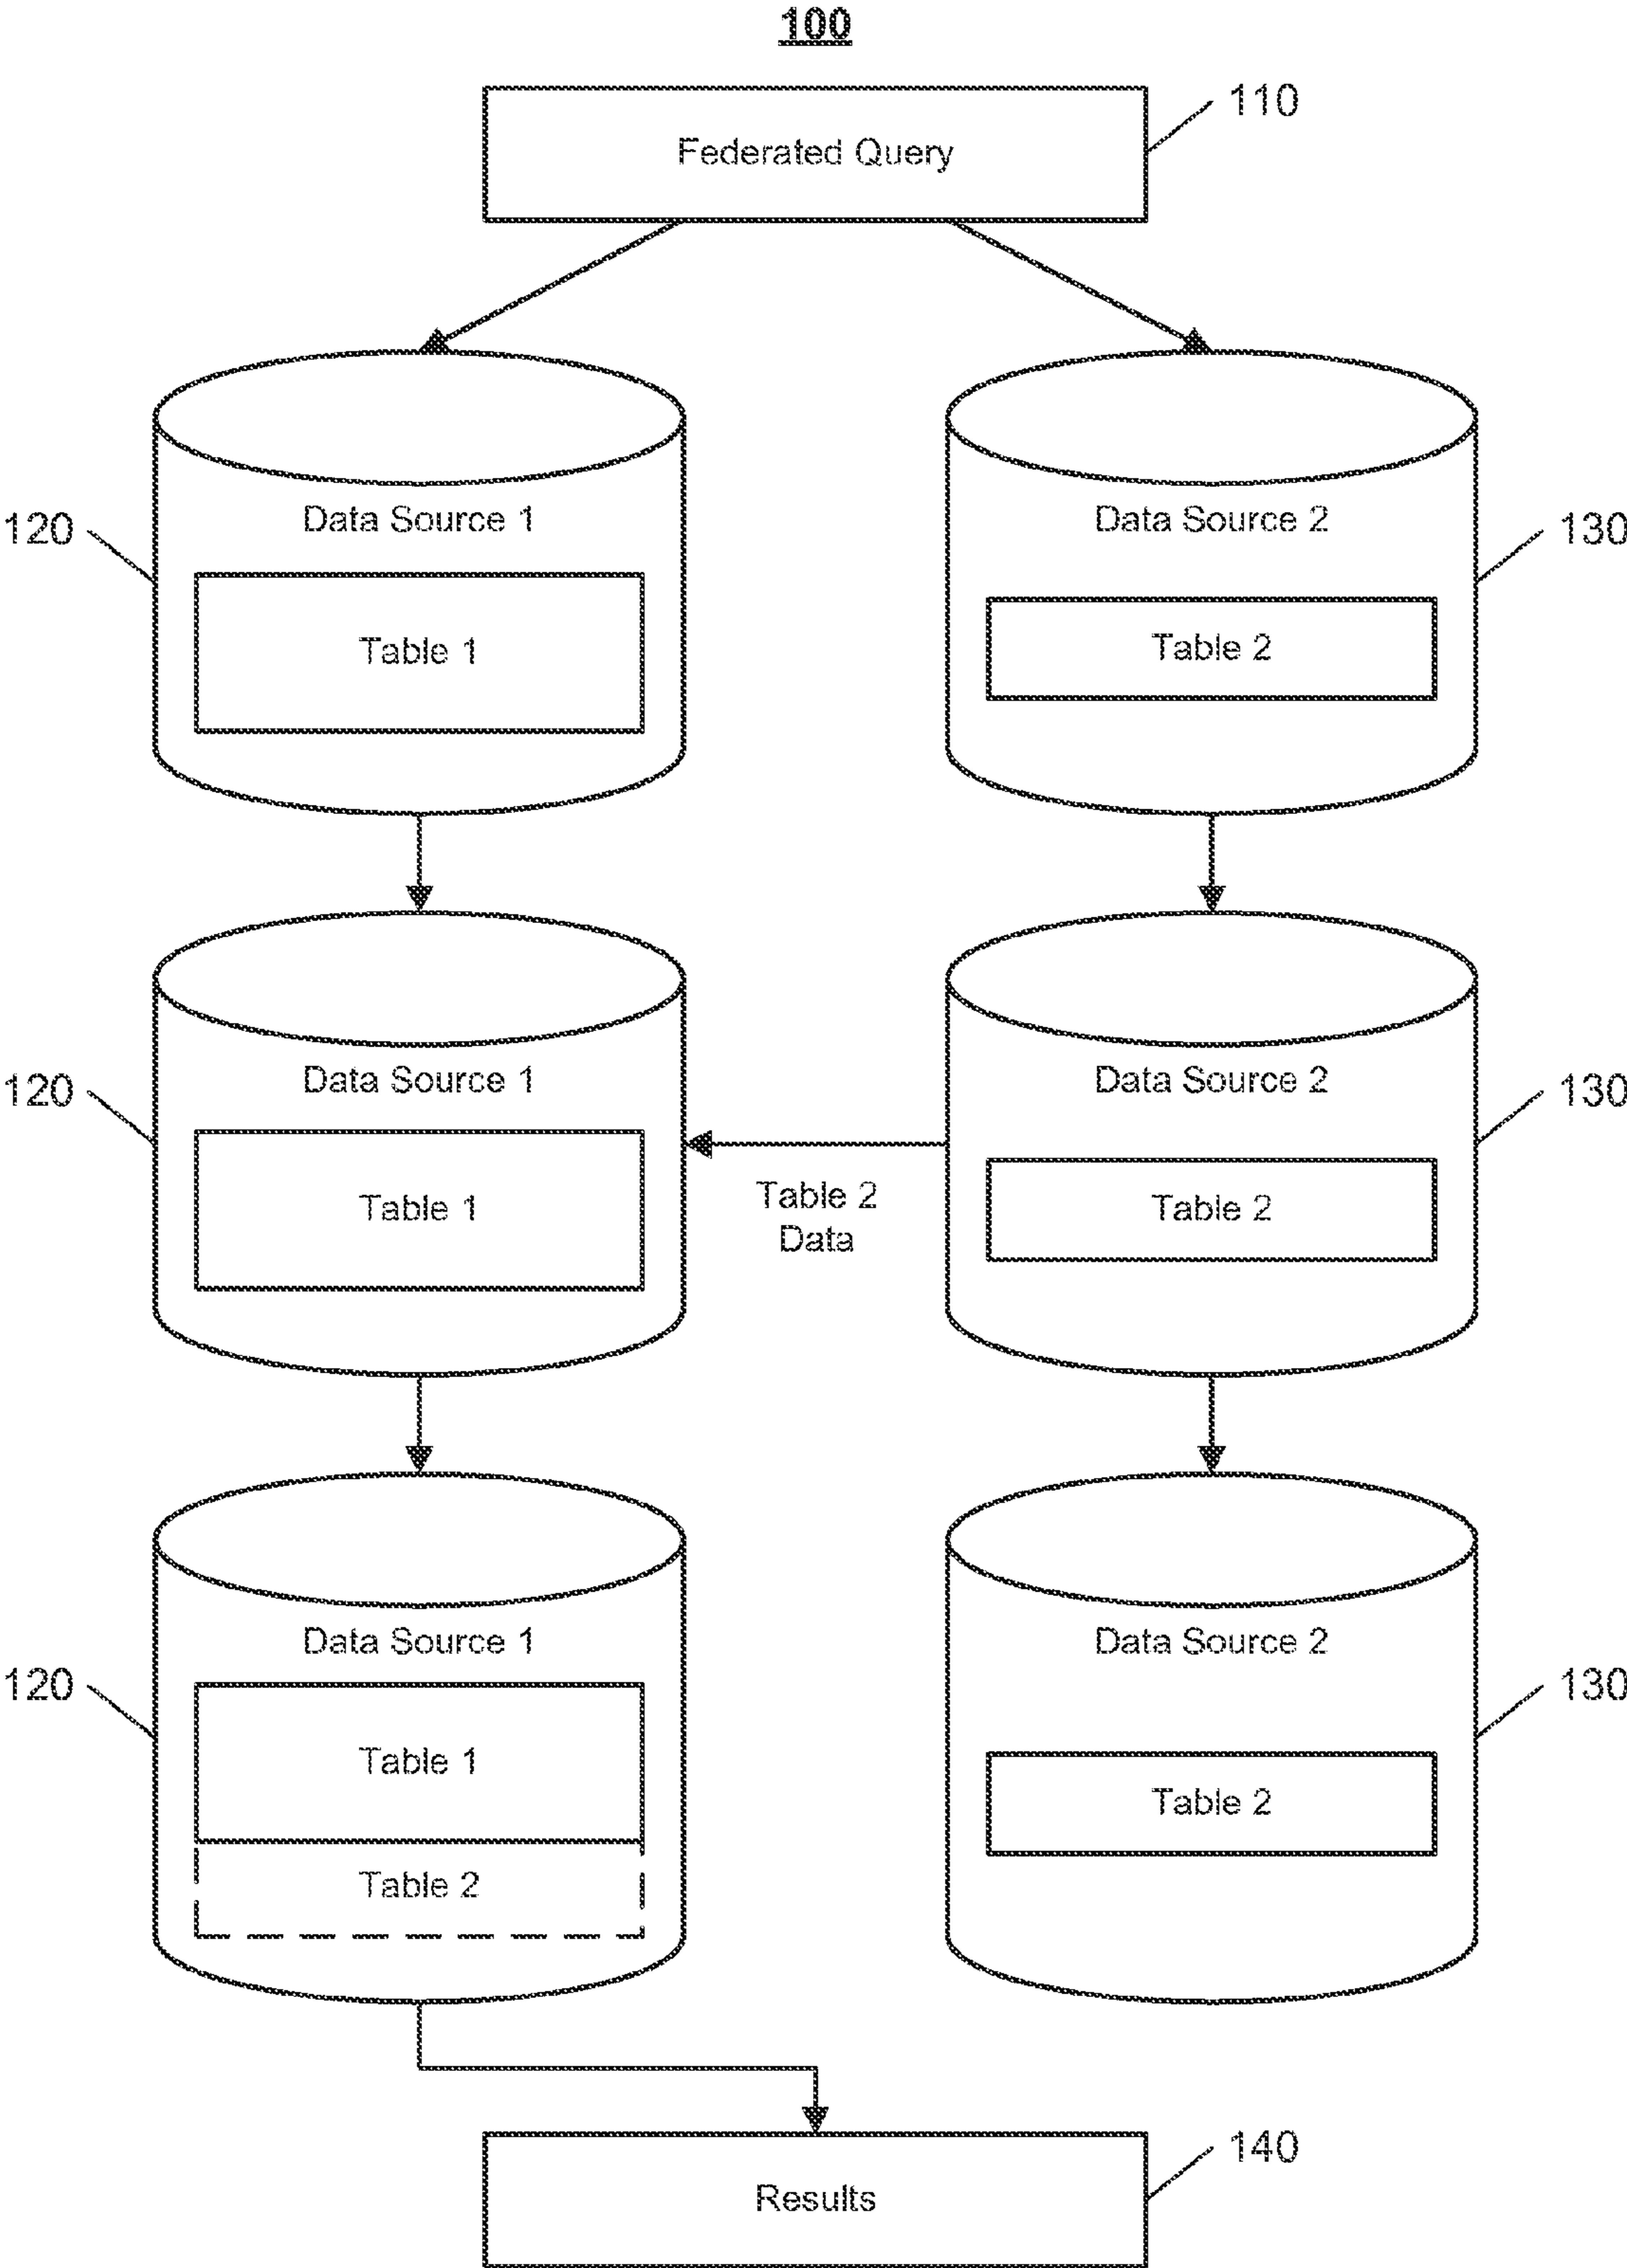 100
Federated Query
110
120
Data Source 1
Table 1
Data Source 2
Table 2
130
120
Data Source 1
Table 1
Table 2
Data
Data Source 2
Table 2
130
120
Data Source 1
Table 1
Table 2
Data Source 2
Table 2
130
Results
140